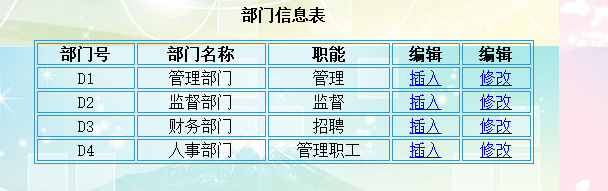 部门信息表
部门号 部门名称 职能 编辑 编辑
D1 管理部门 管理 插入 修改
D2 监督部门 监督 插入 修改
D3 财务部门 招聘 插入 修改
D4 人事部门 管理职工 插入 修改